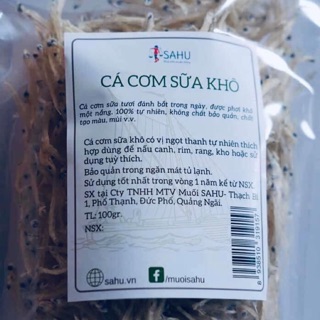 SAHU
CÁ CƠM SỮA KHÔ
Cá cơm sữa tươi đánh bắt trong ngày, được phơi khô
một nắng. 100% tự nhiên, không chất bảo quản, chất
tạo màu, mùi v.v.
Cá cơm sữa khô có vị ngọt thanh tự nhiên thích
hợp dùng để nấu canh, rim, rang, kho hoặc sử
dụng tuỳ thích.
Bảo quản trong ngăn mát tủ lạnh.
Sử dụng tốt nhất trong vòng 1 năm kể từ NSX.
SX tại Cty TNHH MTV Muối SAHU- Thạch Bi
1, Phổ Thạnh, Đức Phổ, Quảng Ngãi.
TL: 100gr.
NSX:
sahu.vn
f
/muoisahu